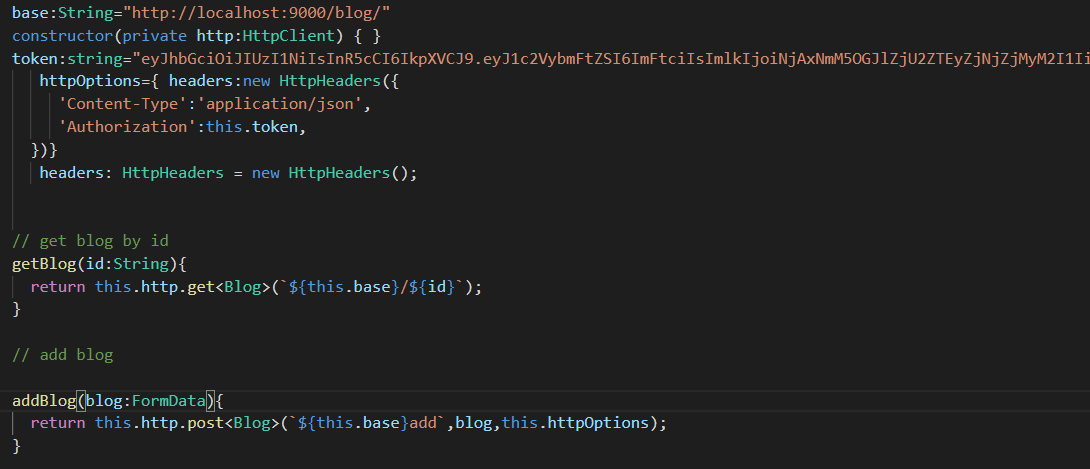 base:String="http://localhost:9000/blog/"
constructor(private http:HttpClient) { }
token:string="eyJhbGciOiJIUzI1NiIsInR5cCI6IkpXVCJ9.eyJ1c2VybmFtZSI6ImFtciIsImlkIjoiNjAxNmM5OGJlZjU2ZTEyZjNjZjMyM2I1Ii
httpOptions={ headers:new HttpHeaders({
'Content-Type':'application/json',
'Authorization':this.token,
})}
headers: HttpHeaders = new HttpHeaders();
// get blog by id
getBlog(id:String){
return this.http.get<Blog>(`${this.base}/${id}`);
}
// add blog
addBlog(blog:FormData){
return this.http.post<Blog>(`${this.base}add`,blog,this.httpOptions);
}